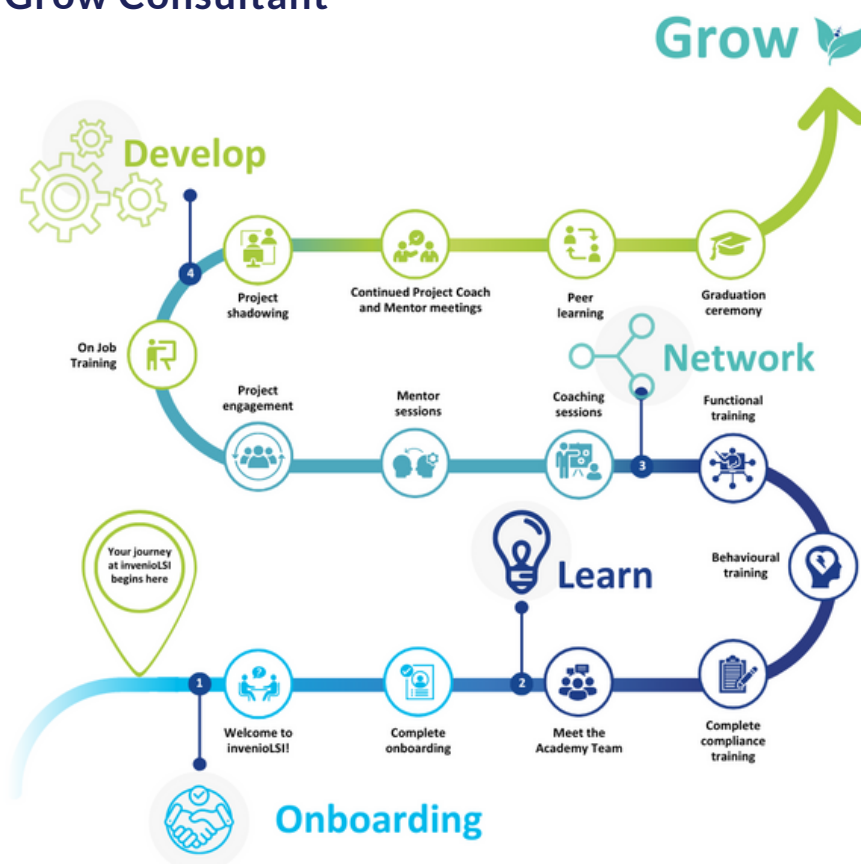 Grow Consultant
Grow
Develop
4
Project
shadowing
Continued Project Coach
and Mentor meetings
Peer
learning
Graduation
ceremony
On Job
Training
Network
Project
engagement
Mentor
sessions
Coaching
sessions
3
Functional
training
Your journey
at invenioLSI
begins here
Learn
Behavioural
training
1
Welcome to
invenioLSI!
Complete
onboarding
2
Meet the
Academy Team
Complete
compliance
training
Onboarding